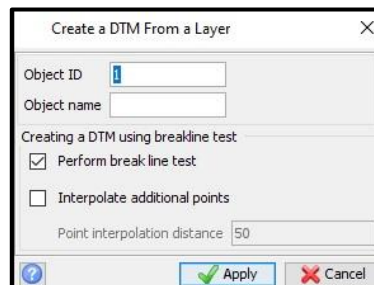 Create a DTM From a Layer
Object ID 1
Object name
Creating a DTM using breakline test
Perform break line test
Interpolate additional points
Point interpolation distance 50
? Apply Cancel